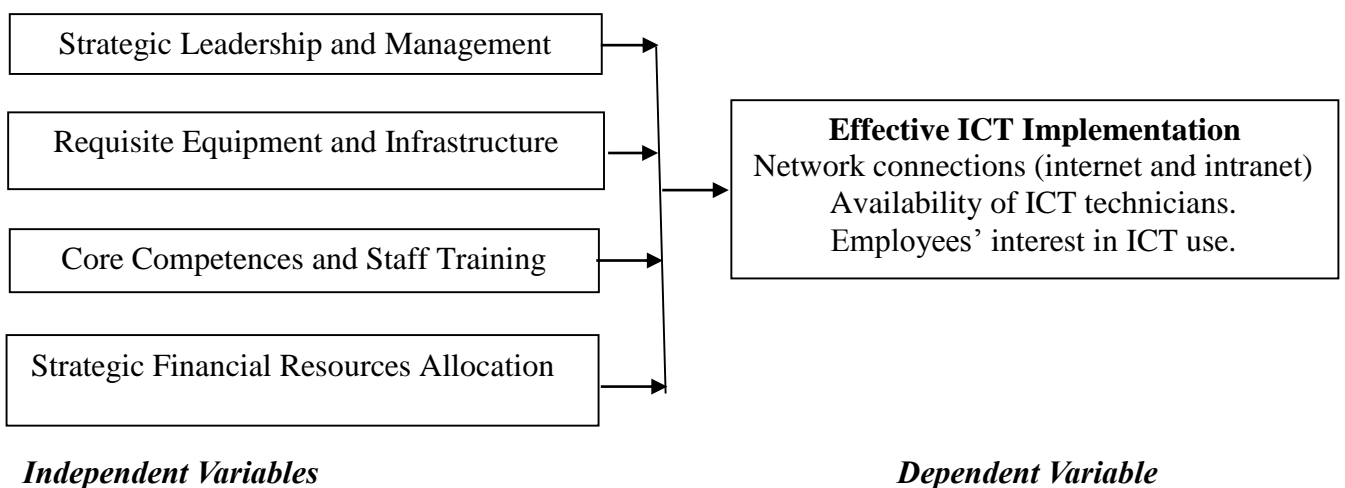 Strategic Leadership and Management
Requisite Equipment and Infrastructure
Core Competences and Staff Training
Strategic Financial Resources Allocation
Effective ICT Implementation
Network connections (internet and intranet)
Availability of ICT technicians.
Employees’ interest in ICT use.
Independent Variables
Dependent Variable